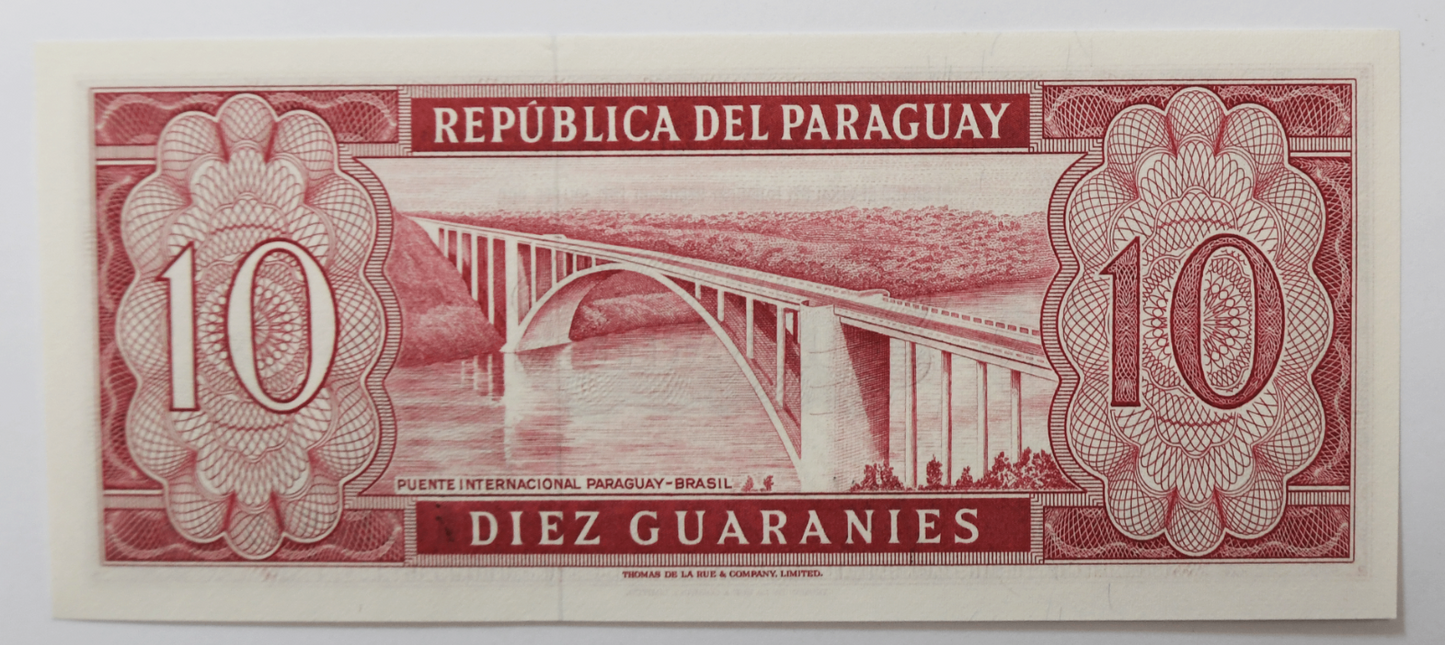 REPÚBLICA DEL PARAGUAY
10
10
PUENTE INTERNACIONAL PARAGUAY-BRASIL
DIEZ GUARANIES
THOMAS DE LA RUE & COMPANY, LIMITED.